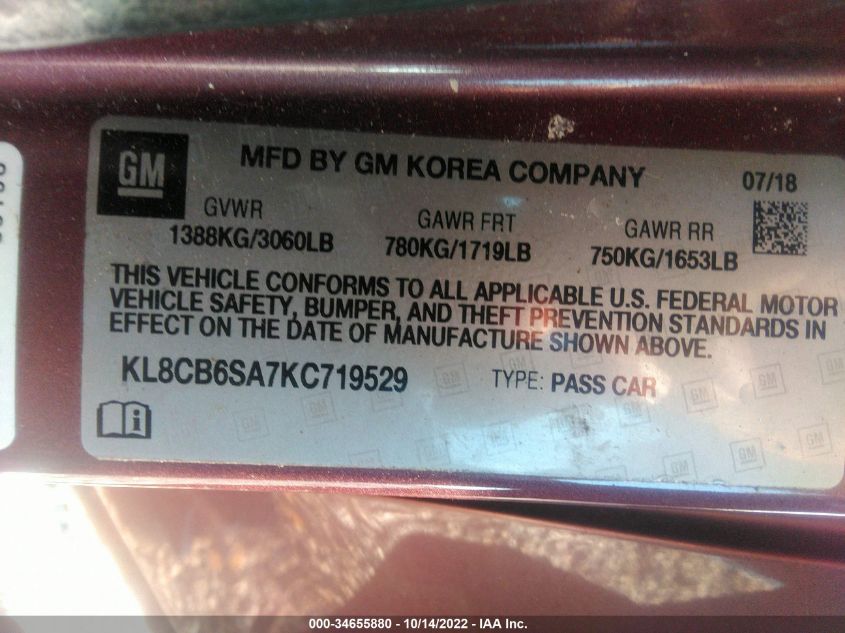 GM
MFD BY GM KOREA COMPANY
07/18
GVWR
GAWR FRT
GAWR RR
1388KG/3060LB
780KG/1719LB
750KG/1653LB
THIS VEHICLE CONFORMS TO ALL APPLICABLE U.S. FEDERAL MOTOR
VEHICLE SAFETY, BUMPER, AND THEFT PREVENTION STANDARDS IN
EFFECT ON THE DATE OF MANUFACTURE SHOWN ABOVE.
KL8CB6SA7KC719529
TYPE: PASS CAR
000-34655880 - 10/14/2022 - IAA Inc.